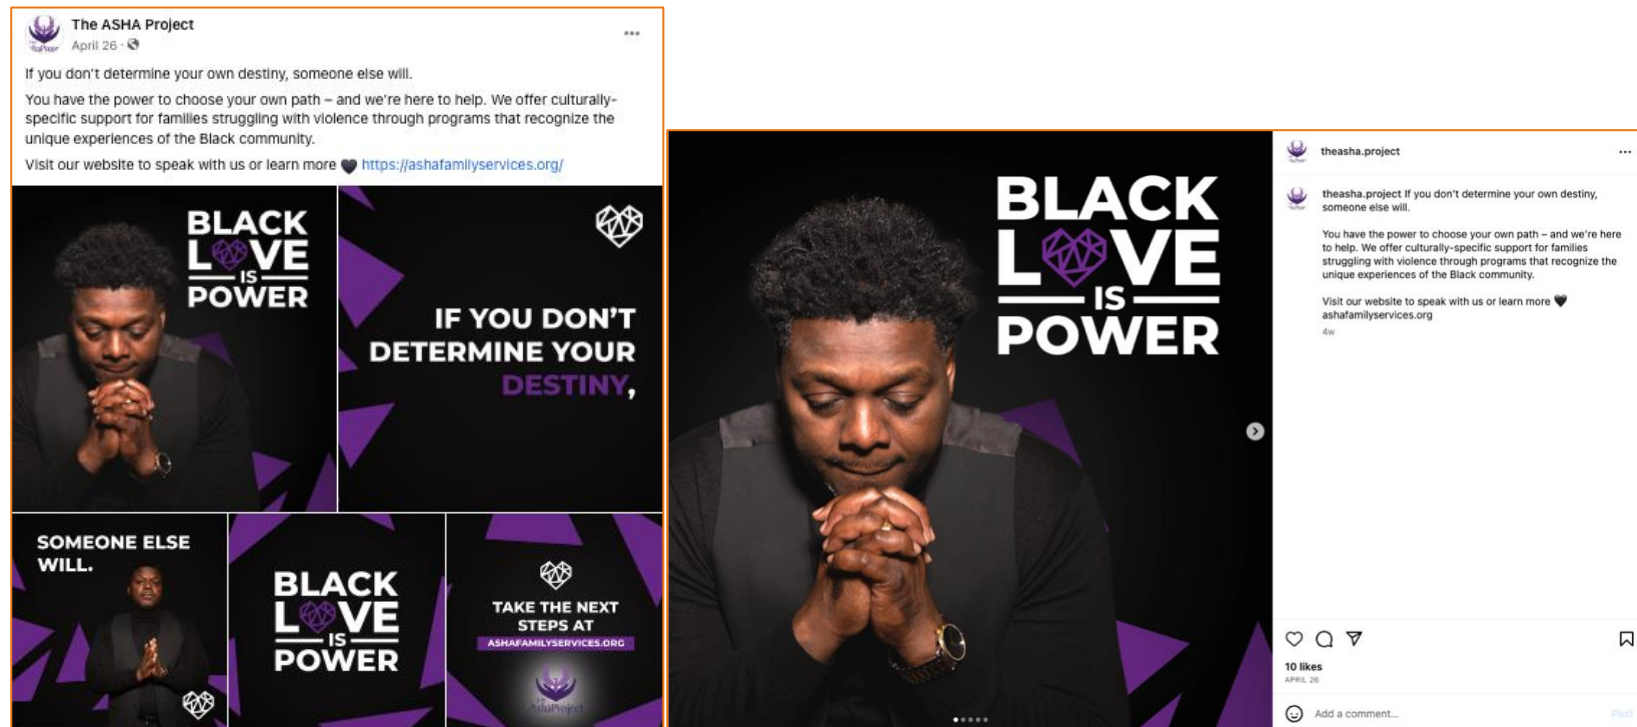 The ASHA Project
April 26
If you don't determine your own destiny, someone else will.
You have the power to choose your own path – and we're here to help. We offer culturally-
specific support for families struggling with violence through programs that recognize the
unique experiences of the Black community.
Visit our website to speak with us or learn more 🖤 https://ashafamilyservices.org/
BLACK
LOVE
IS
POWER
IF YOU DON'T
DETERMINE YOUR
DESTINY,
SOMEONE ELSE
WILL.
BLACK
LOVE
IS
POWER
TAKE THE NEXT
STEPS AT
ASHAFAMILYSERVICES.ORG
AshaProject
BLACK
LOVE
IS
POWER
theasha.project
theasha.project If you don't determine your own destiny,
someone else will.
You have the power to choose your own path – and we're here
to help. We offer culturally-specific support for families
struggling with violence through programs that recognize the
unique experiences of the Black community.
Visit our website to speak with us or learn more 🖤
ashafamilyservices.org
4w
10 likes
APRIL 26
Add a comment...
Post